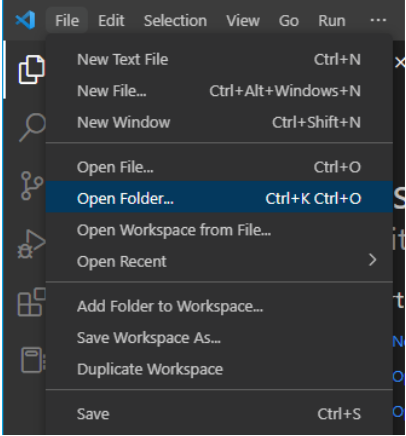 File Edit Selection View Go Run ···
New Text File Ctrl+N
New File... Ctrl+Alt+Windows+N
New Window Ctrl+Shift+N
Open File... Ctrl+O
Open Folder... Ctrl+K Ctrl+O
Open Workspace from File...
Open Recent
Add Folder to Workspace...
Save Workspace As...
Duplicate Workspace
Save Ctrl+S